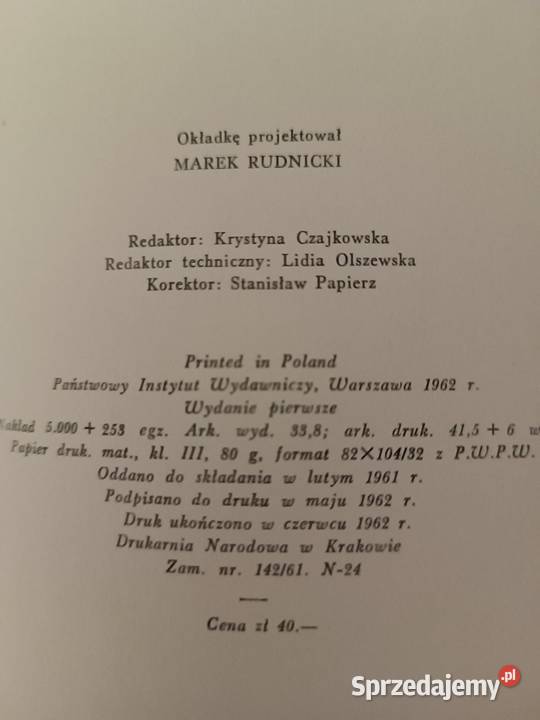 Okładkę projektował
MAREK RUDNICKI
Redaktor: Krystyna Czajkowska
Redaktor techniczny: Lidia Olszewska
Korektor: Stanisław Papierz
Printed in Poland
Państwowy Instytut Wydawniczy, Warszawa 1962 r.
Wydanie pierwsze
Nakład 5.000 + 253 egz. Ark. wyd. 33,8; ark. druk. 41,5 + 6 w
Papier druk. mat., kl. III, 80 g, format 82×104/32 z P.W.P.W.
Oddano do składania w lutym 1961 r.
Podpisano do druku w maju 1962 r.
Druk ukończono w czerwcu 1962 r.
Drukarnia Narodowa w Krakowie
Zam. nr. 142/61. N-24
Cena zł 40.—
Sprzedajemy.pl